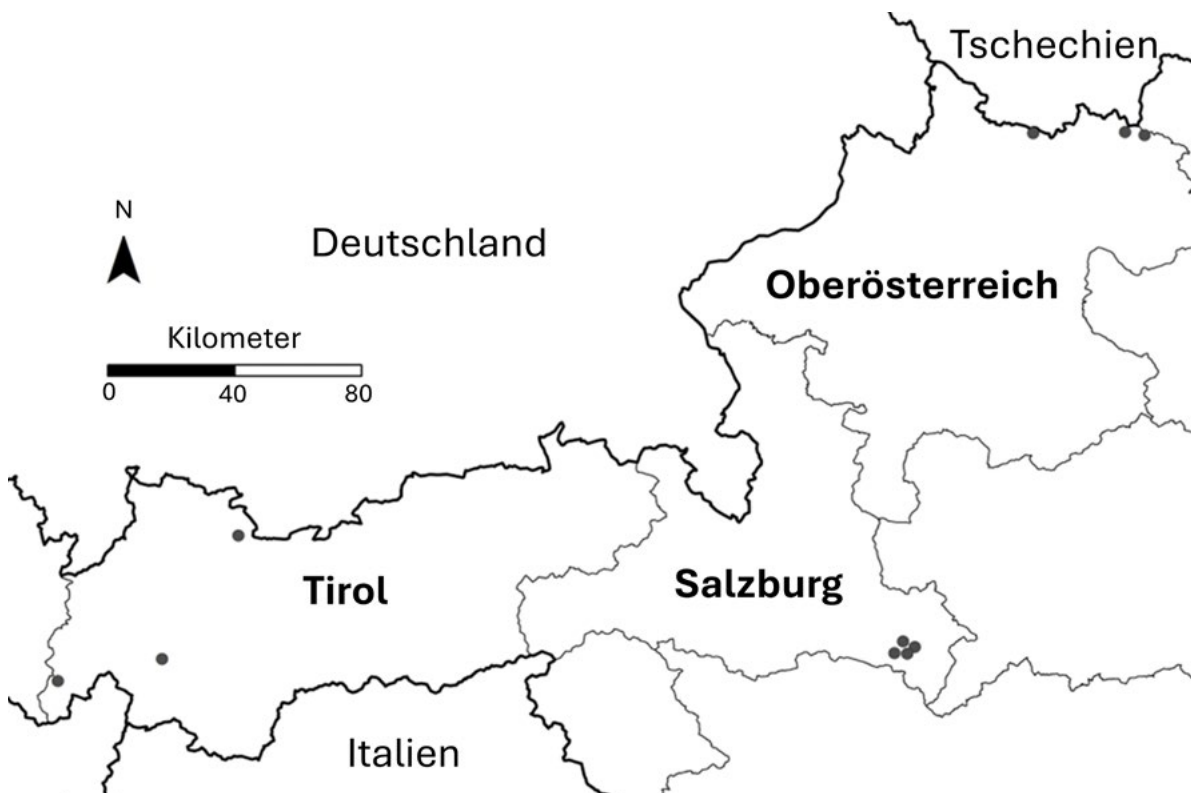 Tschechien
N
Deutschland
Oberösterreich
Kilometer
0 40 80
Tirol
Salzburg
Italien